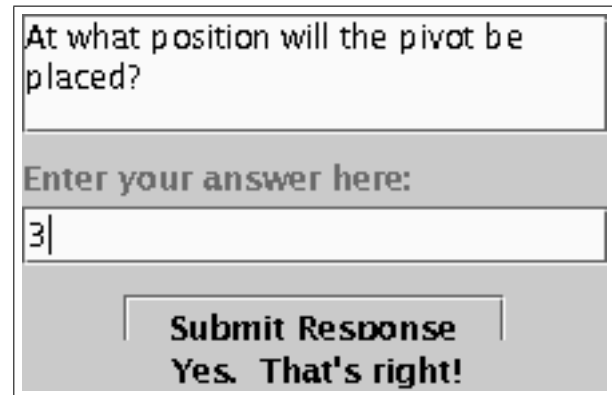 At what position will the pivot be
placed?
Enter your answer here:
3
Submit Response
Yes. That's right!